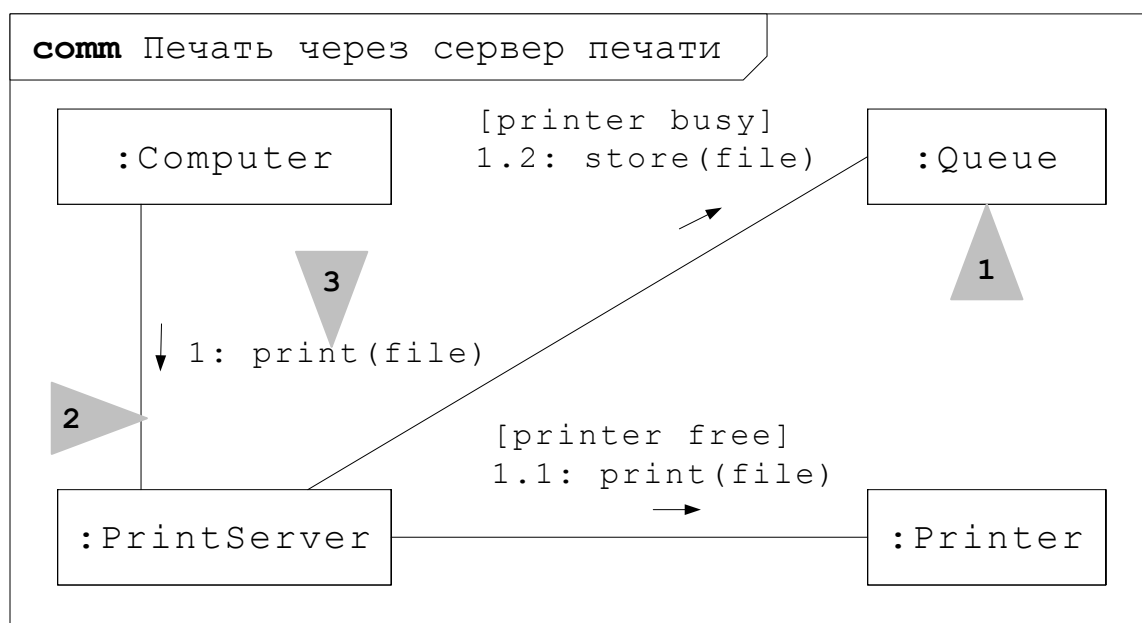 comm Печать через сервер печати
:Computer
[printer busy]
1.2: store(file)
:Queue
3
1
1: print(file)
2
[printer free]
1.1: print(file)
:PrintServer
:Printer